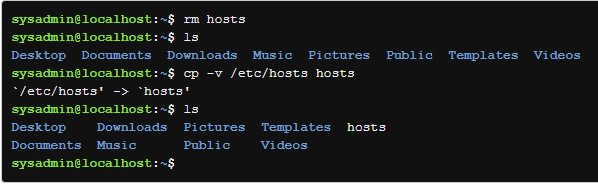 sysadmin@localhost:~$ rm hosts
sysadmin@localhost:~$ ls
Desktop  Documents  Downloads  Music  Pictures  Public  Templates  Videos
sysadmin@localhost:~$ cp -v /etc/hosts hosts
`/etc/hosts' -> `hosts'
sysadmin@localhost:~$ ls
Desktop    Downloads  Pictures  Templates  hosts
Documents  Music      Public    Videos
sysadmin@localhost:~$